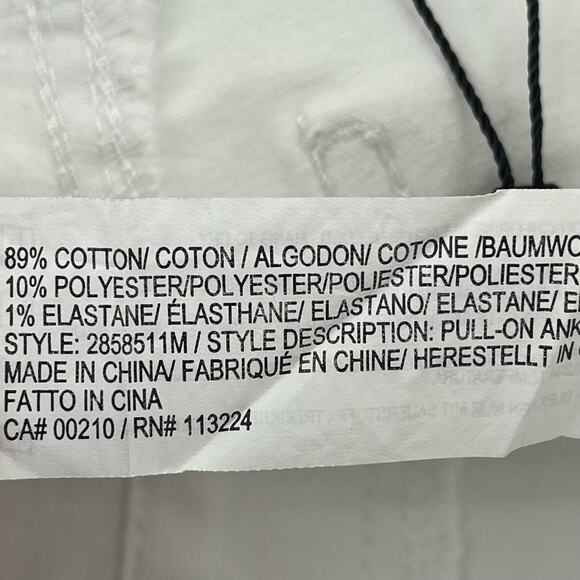 89% COTTON/ COTON / ALGODON/ COTONE /BAUMWO
10% POLYESTER/POLYESTER/POLIESTER/POLIESTER
1% ELASTANE/ ÉLASTHANE/ ELASTANO/ ELASTANE/
STYLE: 2858511M / STYLE DESCRIPTION: PULL-ON ANK
MADE IN CHINA/ FABRIQUÉ EN CHINE/ HERESTELLT IN
FATTO IN CINA
CA# 00210 / RN# 113224